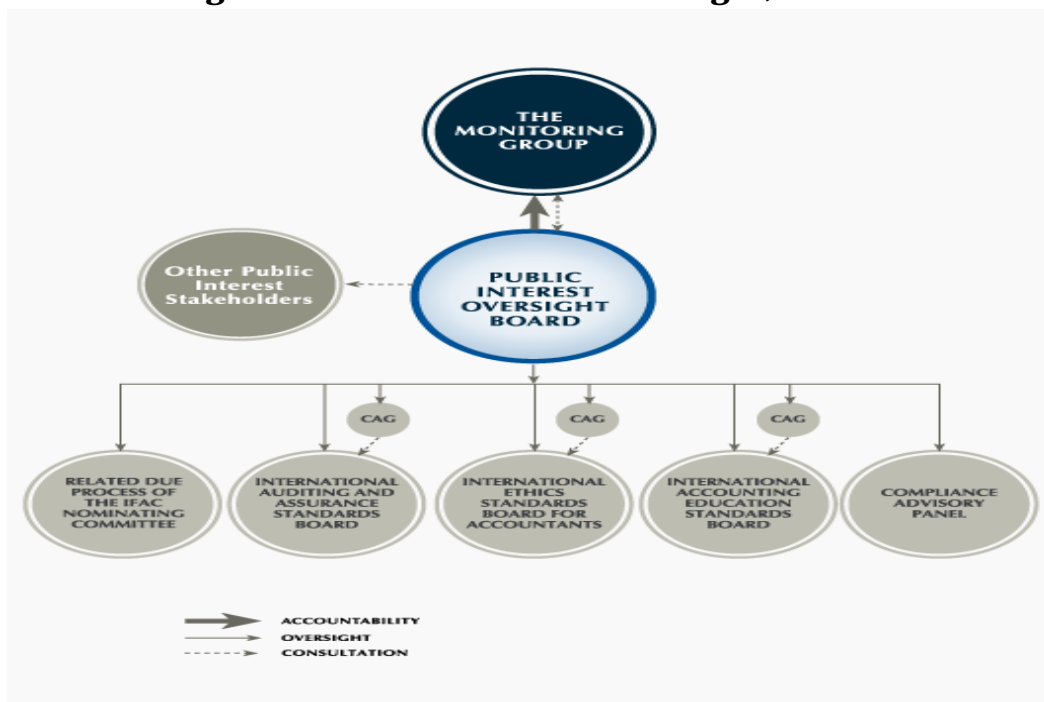 THE
MONITORING
GROUP
Other Public
Interest
Stakeholders
PUBLIC
INTEREST
OVERSIGHT
BOARD
CAG
CAG
CAG
RELATED DUE
PROCESS OF
THE IFAC
NOMINATING
COMMITTEE
INTERNATIONAL
AUDITING AND
ASSURANCE
STANDARDS
BOARD
INTERNATIONAL
ETHICS
STANDARDS
BOARD FOR
ACCOUNTANTS
INTERNATIONAL
ACCOUNTING
EDUCATION
STANDARDS
BOARD
COMPLIANCE
ADVISORY
PANEL
ACCOUNTABILITY
OVERSIGHT
CONSULTATION